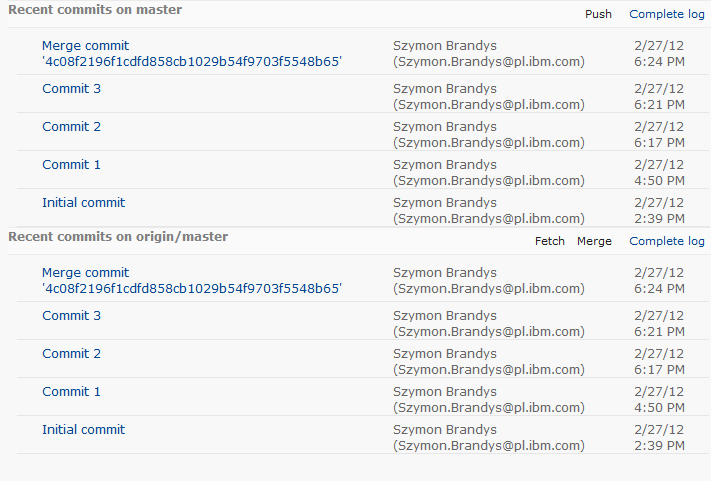 Recent commits on master Push Complete log
Merge commit Szymon Brandys 2/27/12
'4c08f2196f1cdfd858cb1029b54f9703f5548b65' (Szymon.Brandys@pl.ibm.com) 6:24 PM
Commit 3 Szymon Brandys 2/27/12
(Szymon.Brandys@pl.ibm.com) 6:21 PM
Commit 2 Szymon Brandys 2/27/12
(Szymon.Brandys@pl.ibm.com) 6:17 PM
Commit 1 Szymon Brandys 2/27/12
(Szymon.Brandys@pl.ibm.com) 4:50 PM
Initial commit Szymon Brandys 2/27/12
(Szymon.Brandys@pl.ibm.com) 2:39 PM
Recent commits on origin/master Fetch Merge Complete log
Merge commit Szymon Brandys 2/27/12
'4c08f2196f1cdfd858cb1029b54f9703f5548b65' (Szymon.Brandys@pl.ibm.com) 6:24 PM
Commit 3 Szymon Brandys 2/27/12
(Szymon.Brandys@pl.ibm.com) 6:21 PM
Commit 2 Szymon Brandys 2/27/12
(Szymon.Brandys@pl.ibm.com) 6:17 PM
Commit 1 Szymon Brandys 2/27/12
(Szymon.Brandys@pl.ibm.com) 4:50 PM
Initial commit Szymon Brandys 2/27/12
(Szymon.Brandys@pl.ibm.com) 2:39 PM